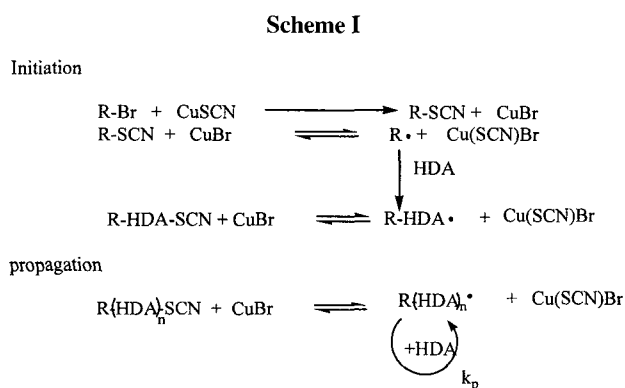 Scheme I
Initiation
R-Br + CuSCN R-SCN + CuBr
R-SCN + CuBr R• + Cu(SCN)Br
HDA
R-HDA-SCN + CuBr R-HDA• + Cu(SCN)Br
propagation
R(HDA)n-SCN + CuBr R(HDA)n• + Cu(SCN)Br
+HDA
kp